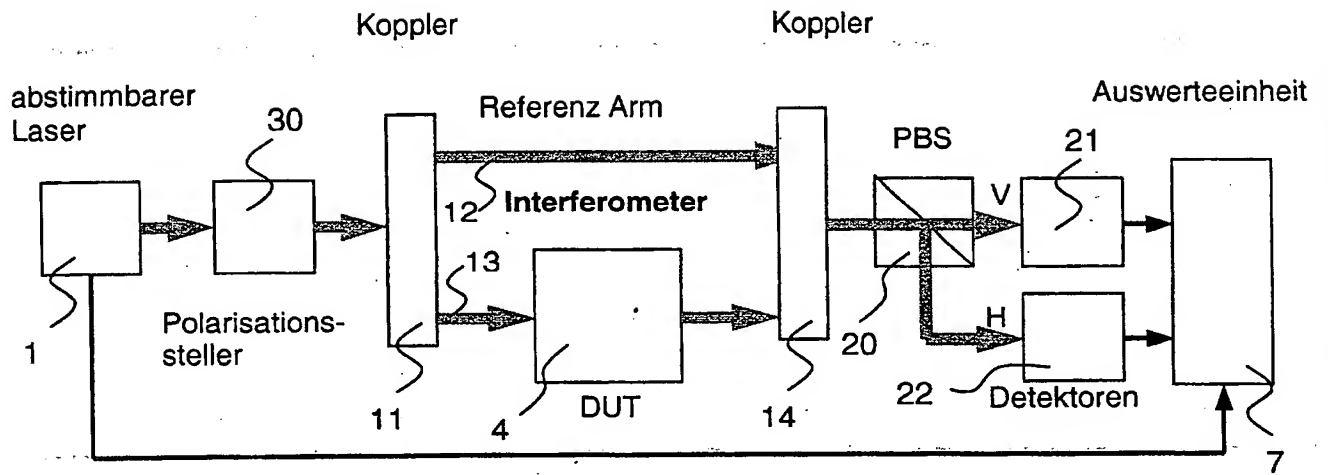 Koppler
Koppler
abstimmbarer
Laser
30
Referenz Arm
Auswerteeinheit
PBS
21
12
Interferometer
V
13
H
1
Polarisations-
steller
11
4
DUT
14
20
22
Detektoren
7